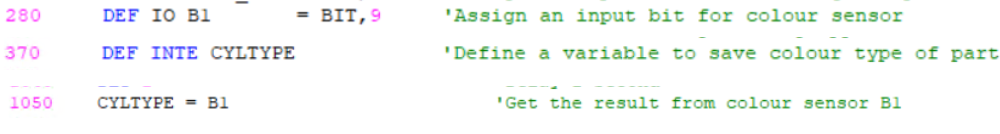 280 DEF IO B1 = BIT,9 'Assign an input bit for colour sensor
370 DEF INTE CYLTYPE 'Define a variable to save colour type of part
1050 CYLTYPE = B1 'Get the result from colour sensor B1